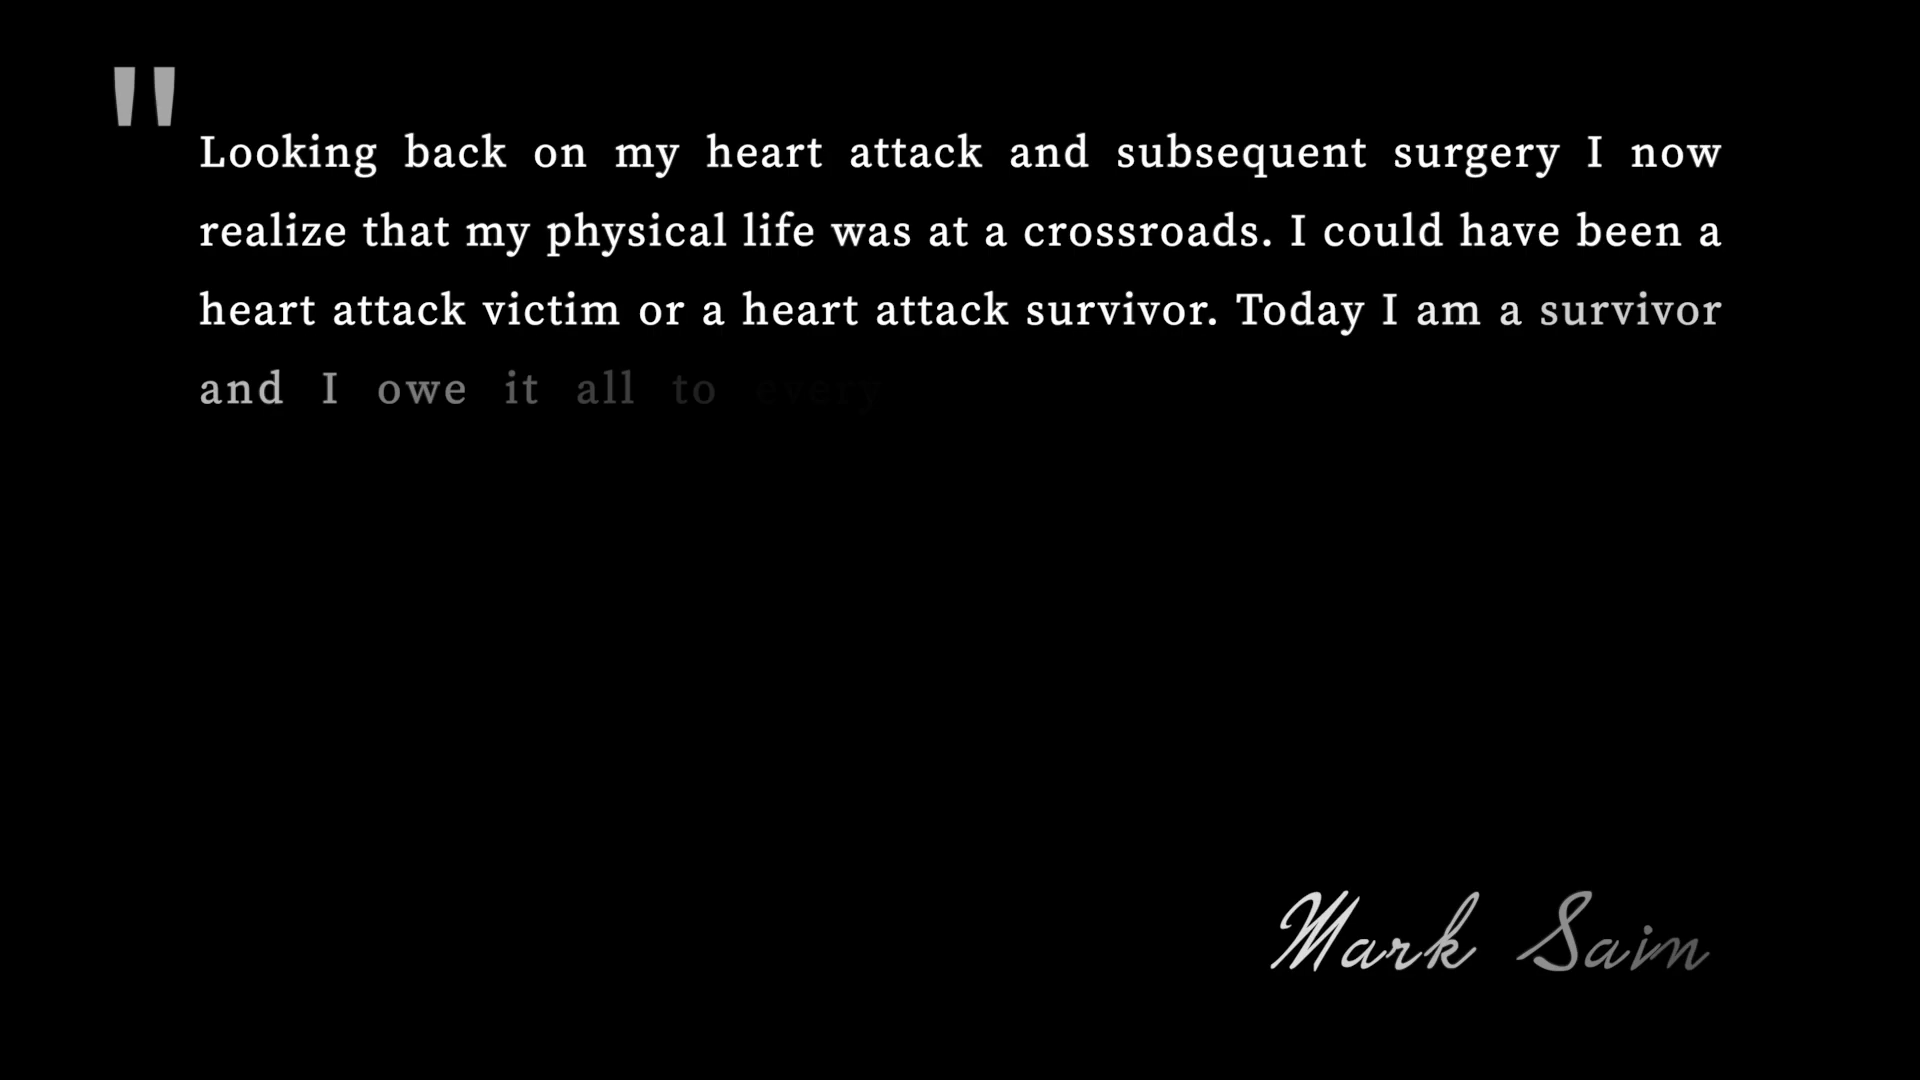 "
Looking back on my heart attack and subsequent surgery I now
realize that my physical life was at a crossroads. I could have been a
heart attack victim or a heart attack survivor. Today I am a survivor
and I owe it all to every
Mark Saim